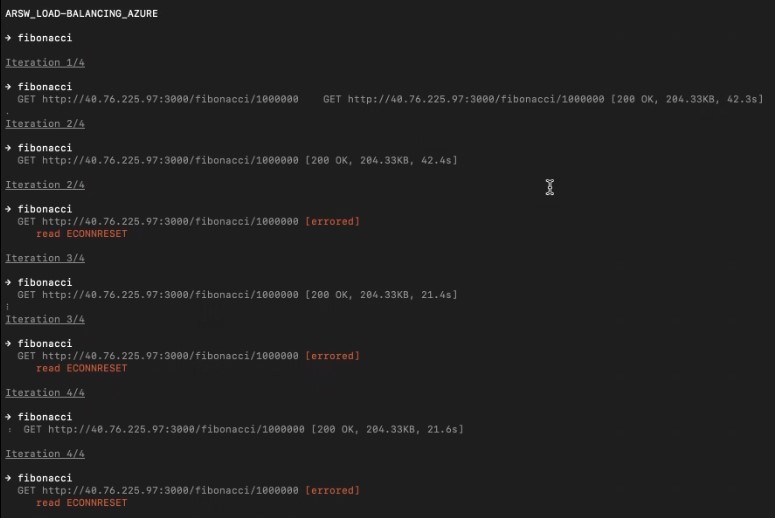 ARSW_LOAD-BALANCING_AZURE
→ fibonacci
Iteration 1/4
→ fibonacci
GET http://40.76.225.97:3000/fibonacci/1000000    GET http://40.76.225.97:3000/fibonacci/1000000 [200 OK, 204.33KB, 42.3s]
Iteration 2/4
→ fibonacci
GET http://40.76.225.97:3000/fibonacci/1000000 [200 OK, 204.33KB, 42.4s]
Iteration 2/4
→ fibonacci
GET http://40.76.225.97:3000/fibonacci/1000000 [errored]
read ECONNRESET
Iteration 3/4
→ fibonacci
GET http://40.76.225.97:3000/fibonacci/1000000 [200 OK, 204.33KB, 21.4s]
Iteration 3/4
→ fibonacci
GET http://40.76.225.97:3000/fibonacci/1000000 [errored]
read ECONNRESET
Iteration 4/4
→ fibonacci
GET http://40.76.225.97:3000/fibonacci/1000000 [200 OK, 204.33KB, 21.6s]
Iteration 4/4
→ fibonacci
GET http://40.76.225.97:3000/fibonacci/1000000 [errored]
read ECONNRESET